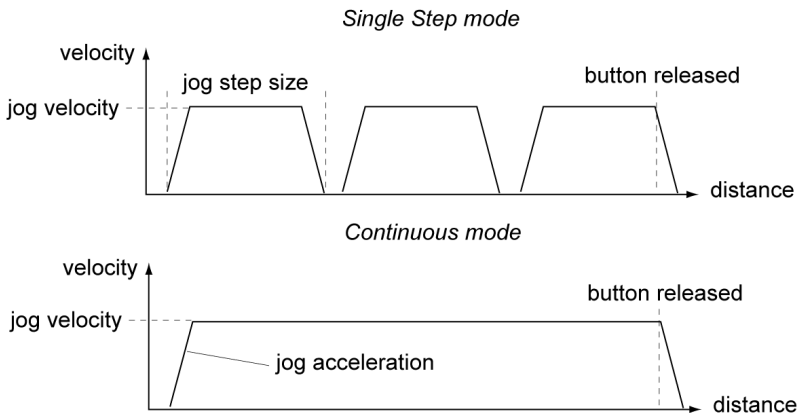 Single Step mode
velocity
jog step size
button released
jog velocity
distance
Continuous mode
velocity
button released
jog velocity
jog acceleration
distance